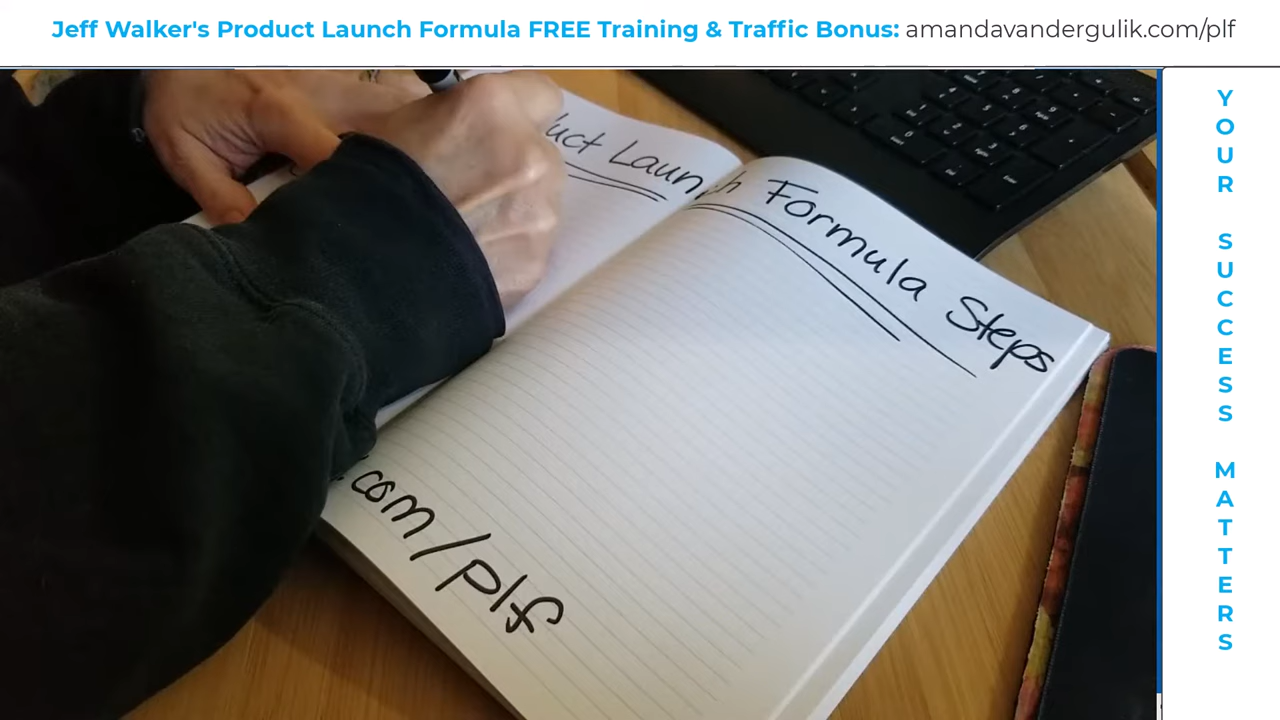 Jeff Walker's Product Launch Formula FREE Training & Traffic Bonus: amandavandergulik.com/plf
YOUR SUCCESS MATTERS
uct Launch Formula Steps
.com/plf